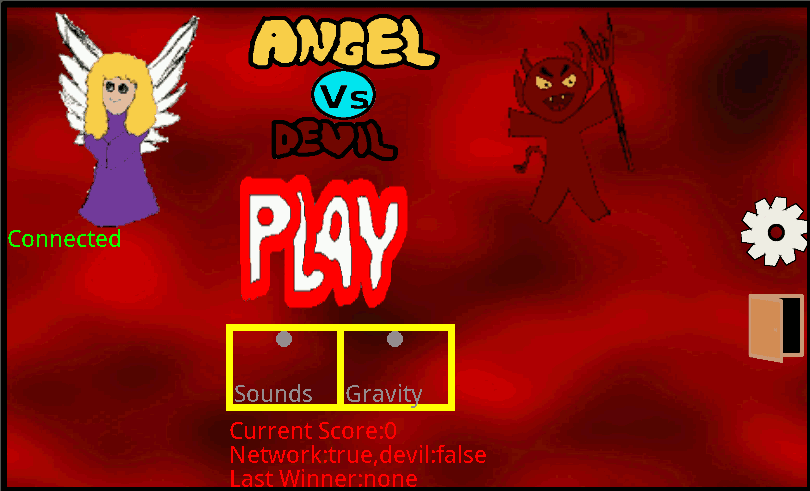 ANGEL
Vs
DEVIL
PLAY
Connected
Sounds
Gravity
Current Score:0
Network:true,devil:false
Last Winner:none